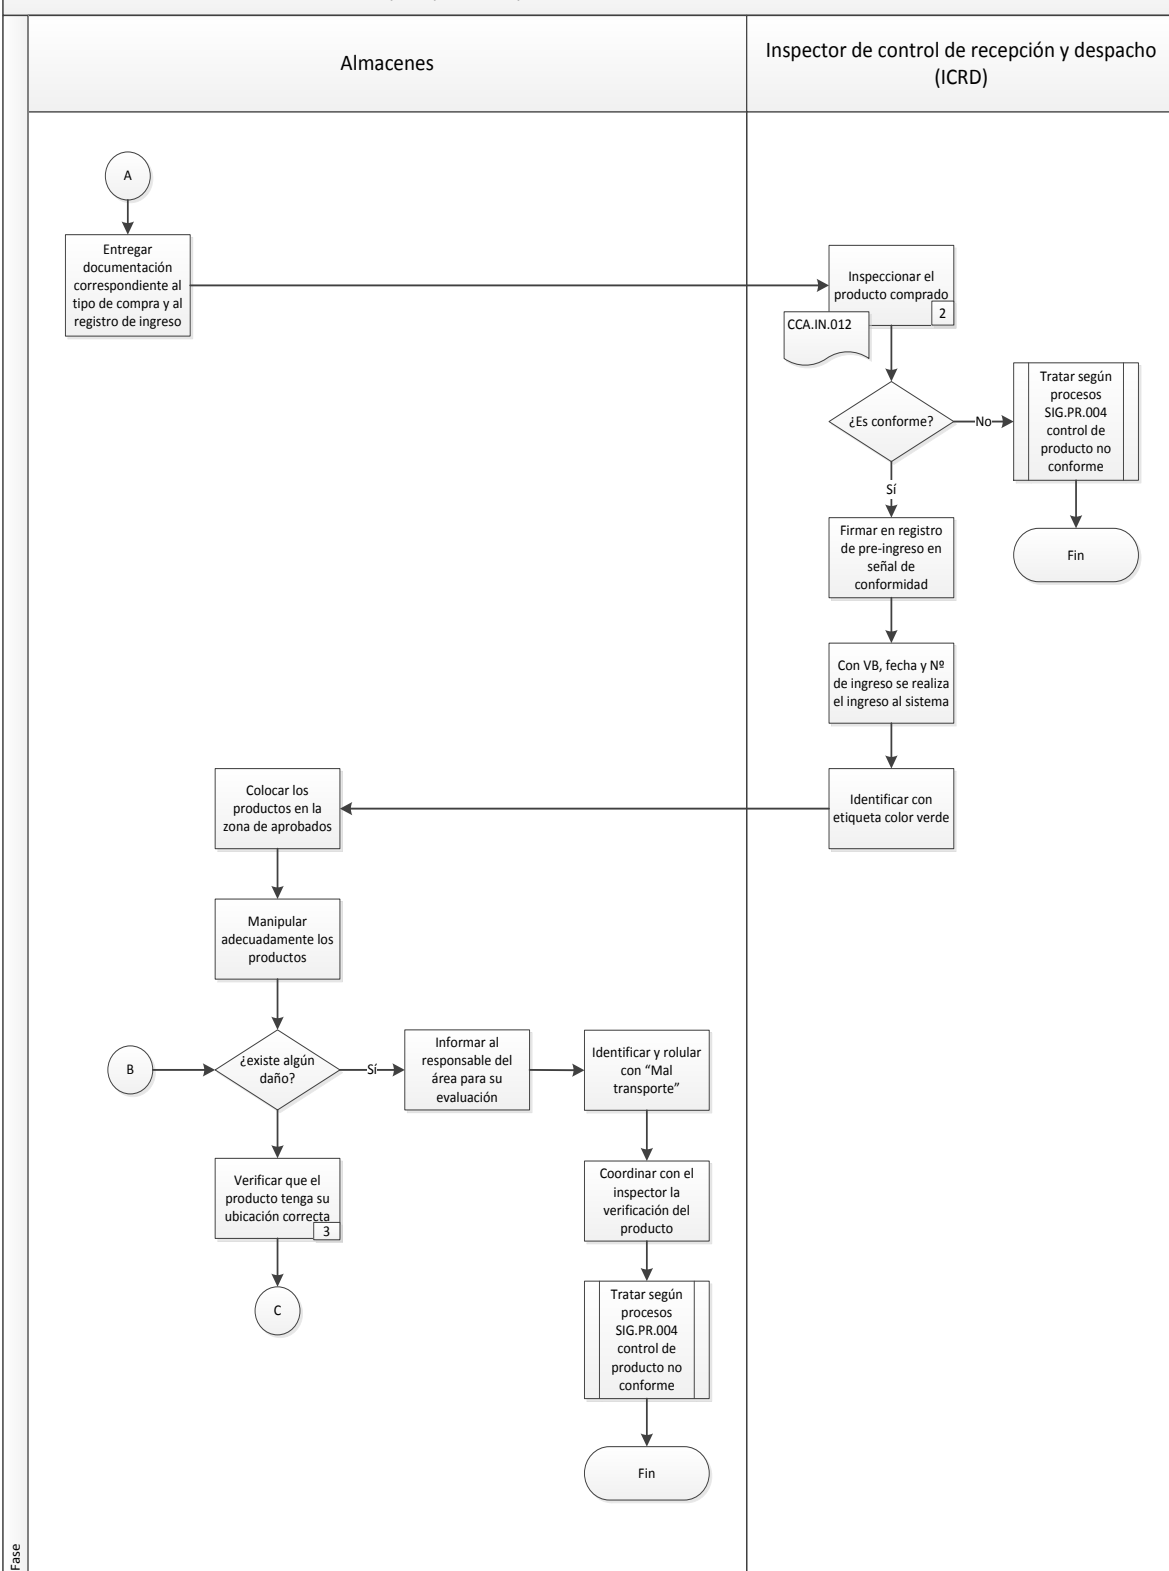 Almacenes
Inspector de control de recepción y despacho
(ICRD)
A
Entregar
documentación
correspondiente al
tipo de compra y al
registro de ingreso
Inspeccionar el
producto comprado
2
CCA.IN.012
¿Es conforme?
No
Tratar según
procesos
SIG.PR.004
control de
producto no
conforme
Fin
Sí
Firmar en registro
de pre-ingreso en
señal de
conformidad
Con VB, fecha y Nº
de ingreso se realiza
el ingreso al sistema
Identificar con
etiqueta color verde
Colocar los
productos en la
zona de aprobados
Manipular
adecuadamente los
productos
B
¿existe algún
daño?
Sí
Informar al
responsable del
área para su
evaluación
Identificar y rolular
con “Mal
transporte”
Verificar que el
producto tenga su
ubicación correcta
3
Coordinar con el
inspector la
verificación del
producto
C
Tratar según
procesos
SIG.PR.004
control de
producto no
conforme
Fin
Fase